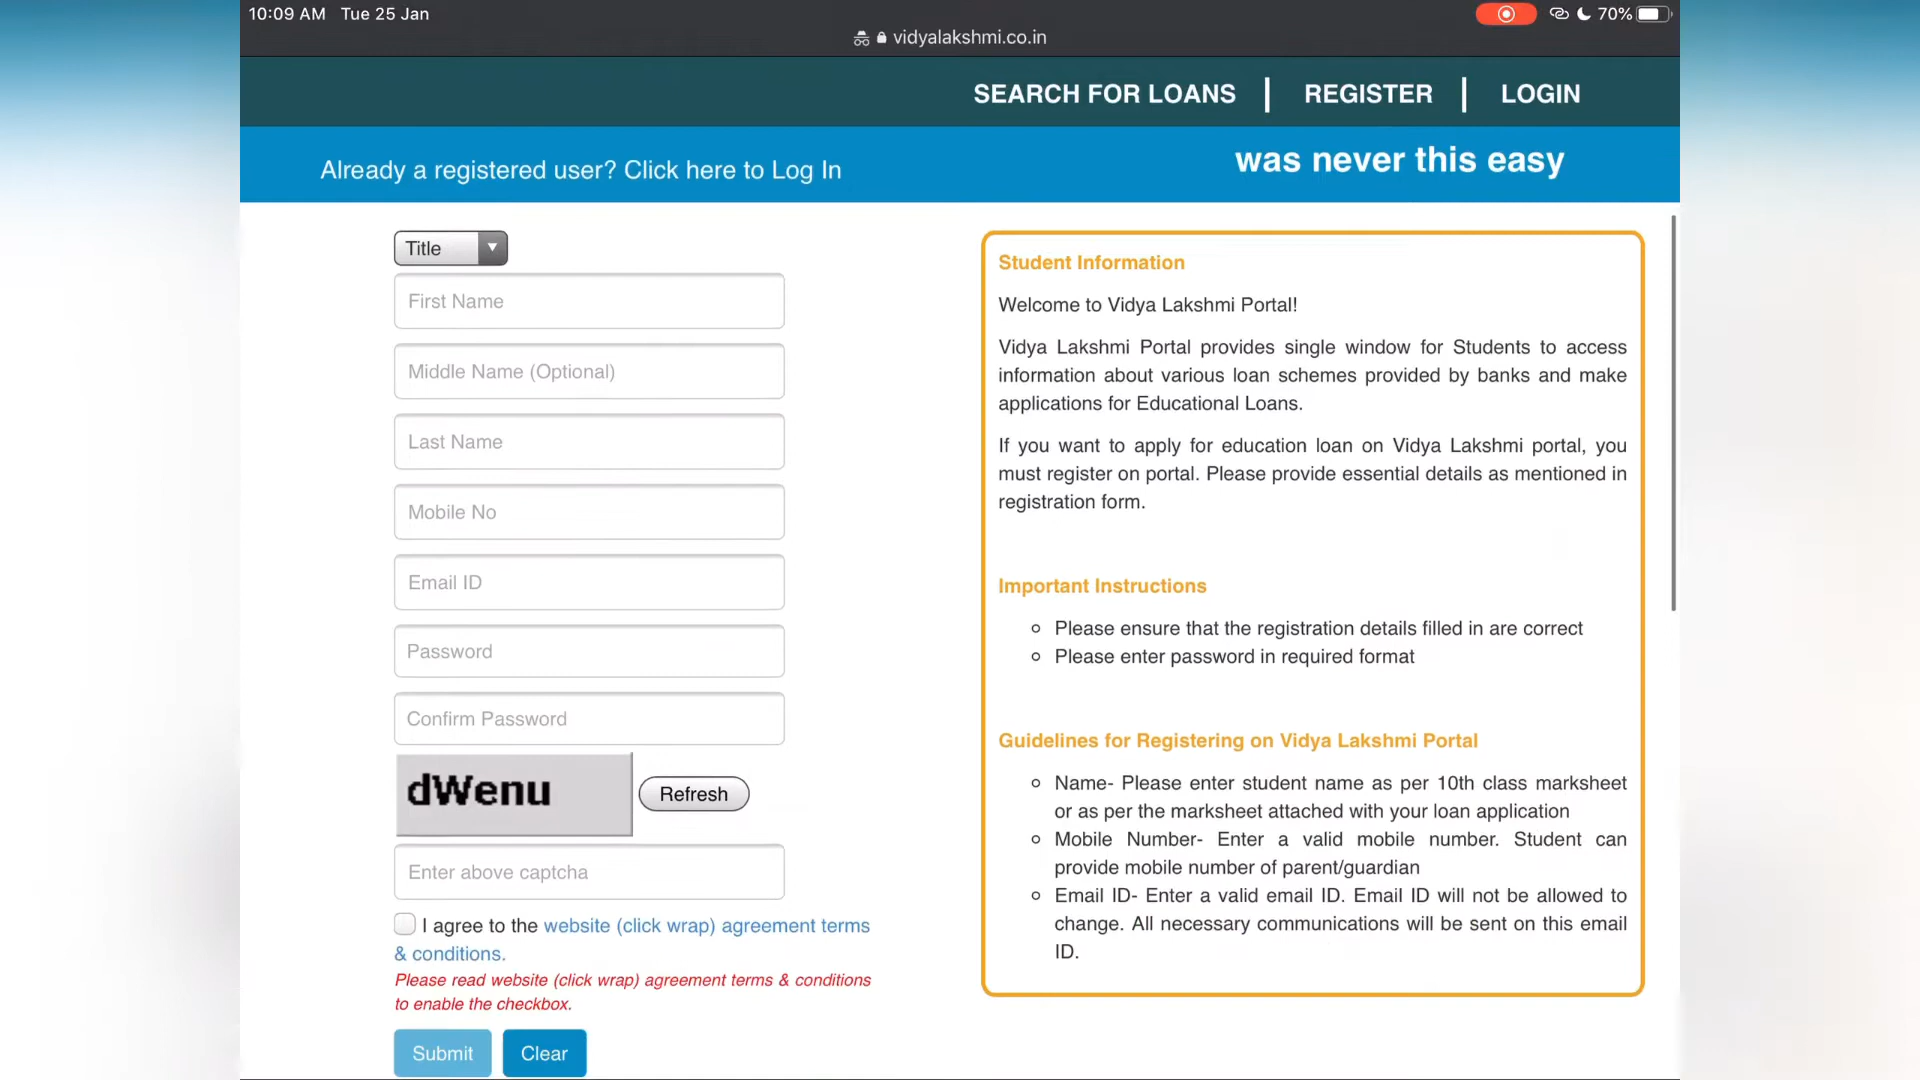 10:09 AM Tue 25 Jan
70%
vidyalakshmi.co.in
SEARCH FOR LOANS | REGISTER | LOGIN
Already a registered user? Click here to Log In
was never this easy
Title
First Name
Middle Name (Optional)
Last Name
Mobile No
Email ID
Password
Confirm Password
dWenu
Refresh
Enter above captcha
I agree to the website (click wrap) agreement terms
& conditions.
Please read website (click wrap) agreement terms & conditions
to enable the checkbox.
Submit
Clear
Student Information
Welcome to Vidya Lakshmi Portal!
Vidya Lakshmi Portal provides single window for Students to access
information about various loan schemes provided by banks and make
applications for Educational Loans.
If you want to apply for education loan on Vidya Lakshmi portal, you
must register on portal. Please provide essential details as mentioned in
registration form.
Important Instructions
Please ensure that the registration details filled in are correct
Please enter password in required format
Guidelines for Registering on Vidya Lakshmi Portal
Name- Please enter student name as per 10th class marksheet
or as per the marksheet attached with your loan application
Mobile Number- Enter a valid mobile number. Student can
provide mobile number of parent/guardian
Email ID- Enter a valid email ID. Email ID will not be allowed to
change. All necessary communications will be sent on this email
ID.